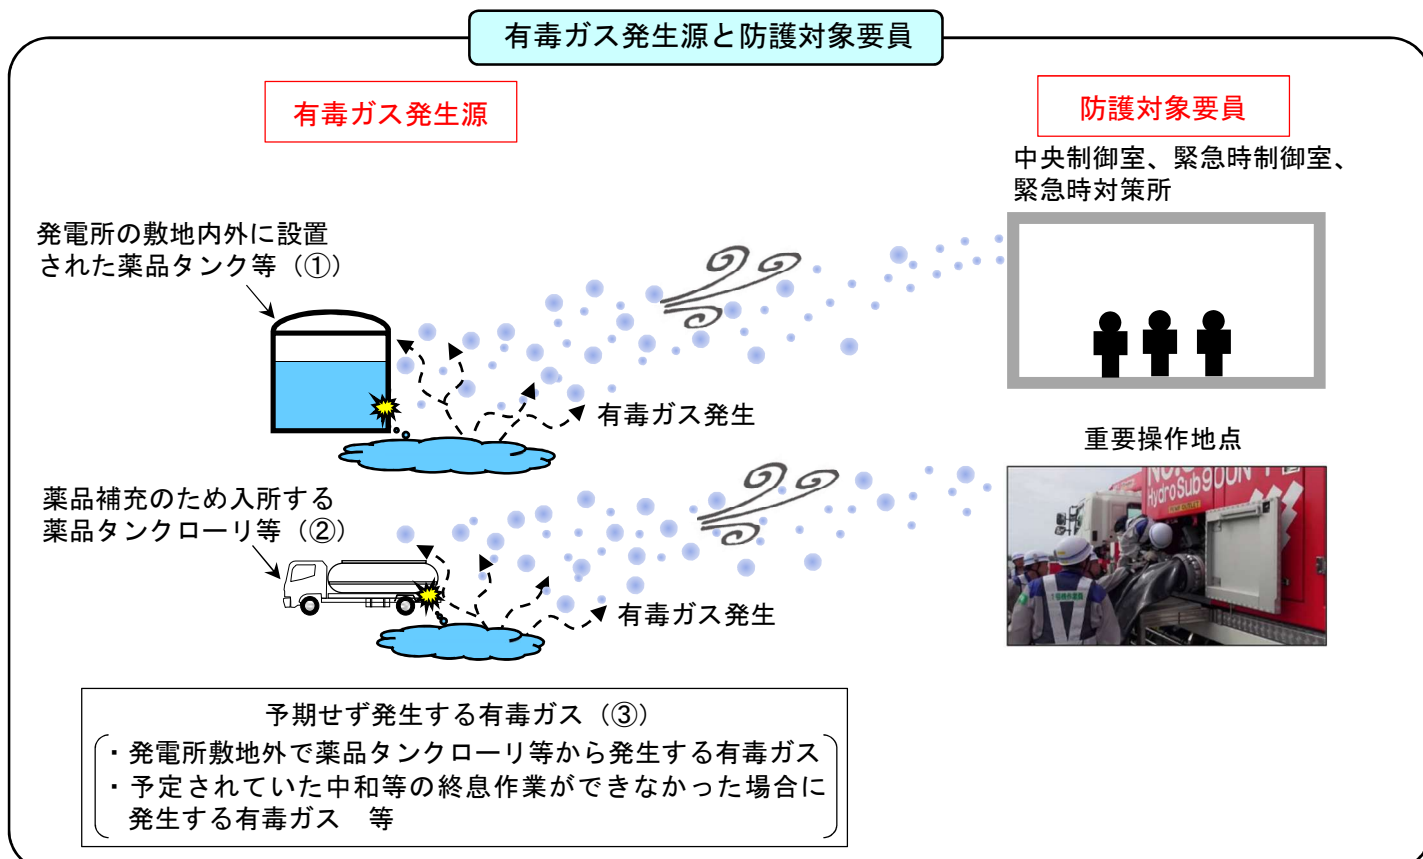 有毒ガス発生源と防護対象要員
有毒ガス発生源
防護対象要員
中央制御室、緊急時制御室、
緊急時対策所
発電所の敷地内外に設置
された薬品タンク等（①）
有毒ガス発生
重要操作地点
HydroSub900N
薬品補充のため入所する
薬品タンクローリ等（②）
有毒ガス発生
予期せず発生する有毒ガス（③）
・発電所敷地外で薬品タンクローリ等から発生する有毒ガス
・予定されていた中和等の終息作業ができなかった場合に
発生する有毒ガス　等